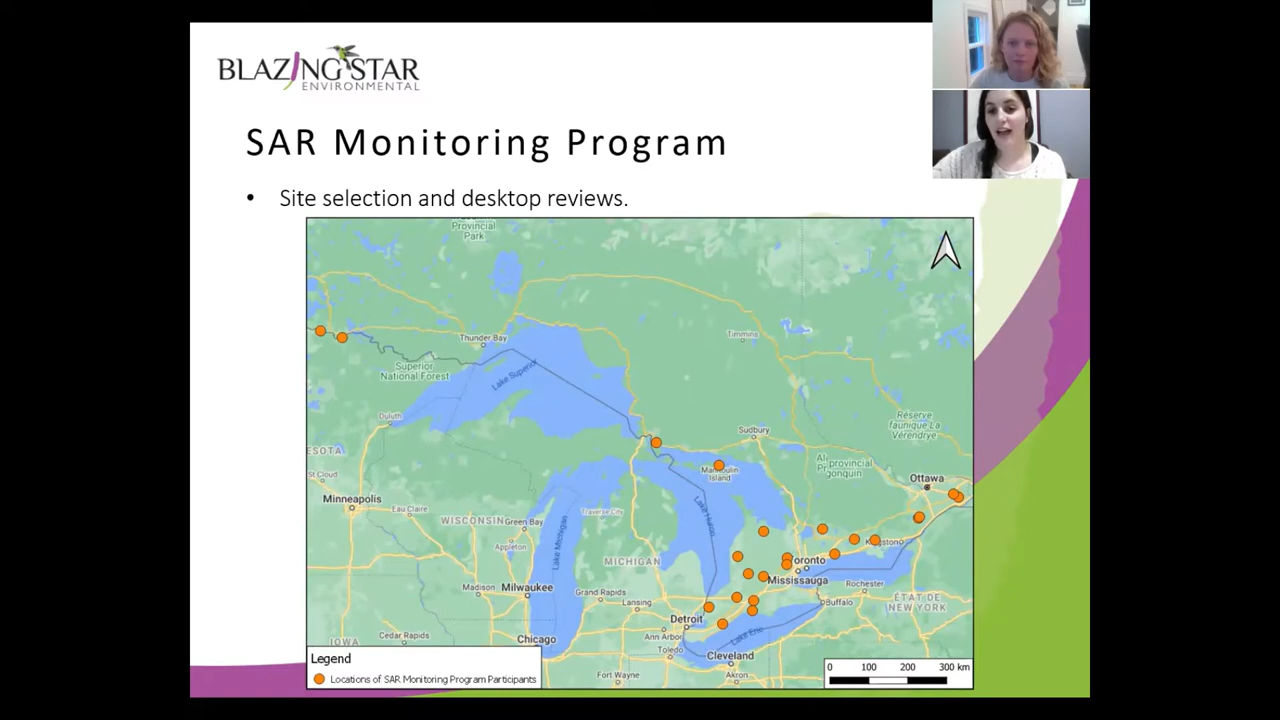 BLAZING STAR
ENVIRONMENTAL
SAR Monitoring Program
• Site selection and desktop reviews.
Provincial
Park
Timmins
Thunder Bay
Superior
National Forest
Lake Superior
Duluth
Réserve
faunique La
Vérendrye
Sudbury
ESOTA
St Cloud
Manitoulin
Island
provincial
Ottawa
Minneapolis
Eau Claire
WISCONSIN
Green Bay
Traverse City
Lake Huron
Lake Michigan
Appleton
MICHIGAN
Kingston
oronto
Mississauga
Madison
Milwaukee
Grand Rapids
Lansing
Rochester
Buffalo
ÉTAT DE
NEW YORK
Detroit
Ann Arbor
Lake Erie
IOWA
Cedar Rapids
Chicago
Toledo
Cleveland
Fort Wayne
Akron
Legend
Locations of SAR Monitoring Program Participants
0 100 200 300 km